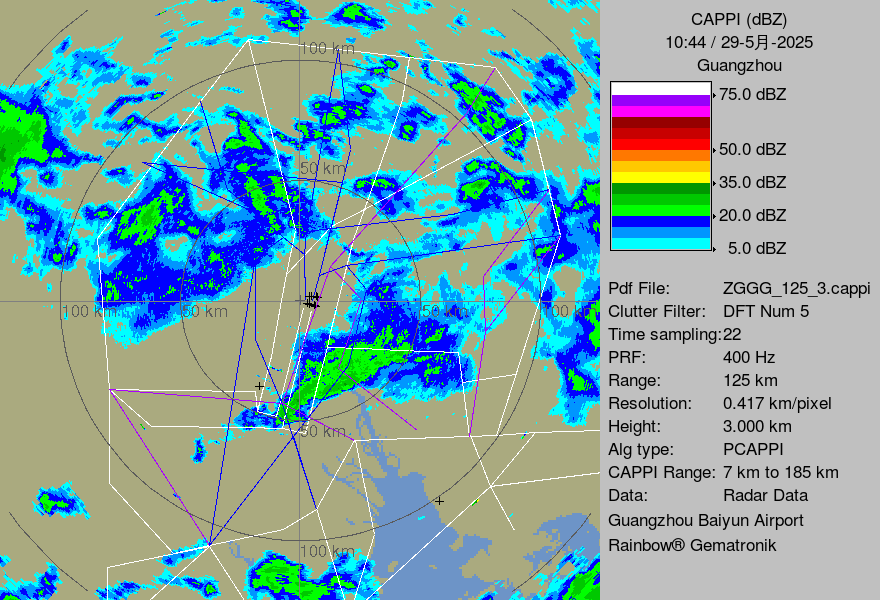 CAPPI (dBZ)
10:44 / 29-5月-2025
Guangzhou
75.0 dBZ
50.0 dBZ
35.0 dBZ
20.0 dBZ
5.0 dBZ
Pdf File: ZGGG_125_3.cappi
Clutter Filter: DFT Num 5
Time sampling:22
PRF: 400 Hz
Range: 125 km
Resolution: 0.417 km/pixel
Height: 3.000 km
Alg type: PCAPPI
CAPPI Range: 7 km to 185 km
Data: Radar Data
Guangzhou Baiyun Airport
Rainbow® Gematronik
100 km
50 km
100 km
50 km
50 km
100 km
50 km
100 km